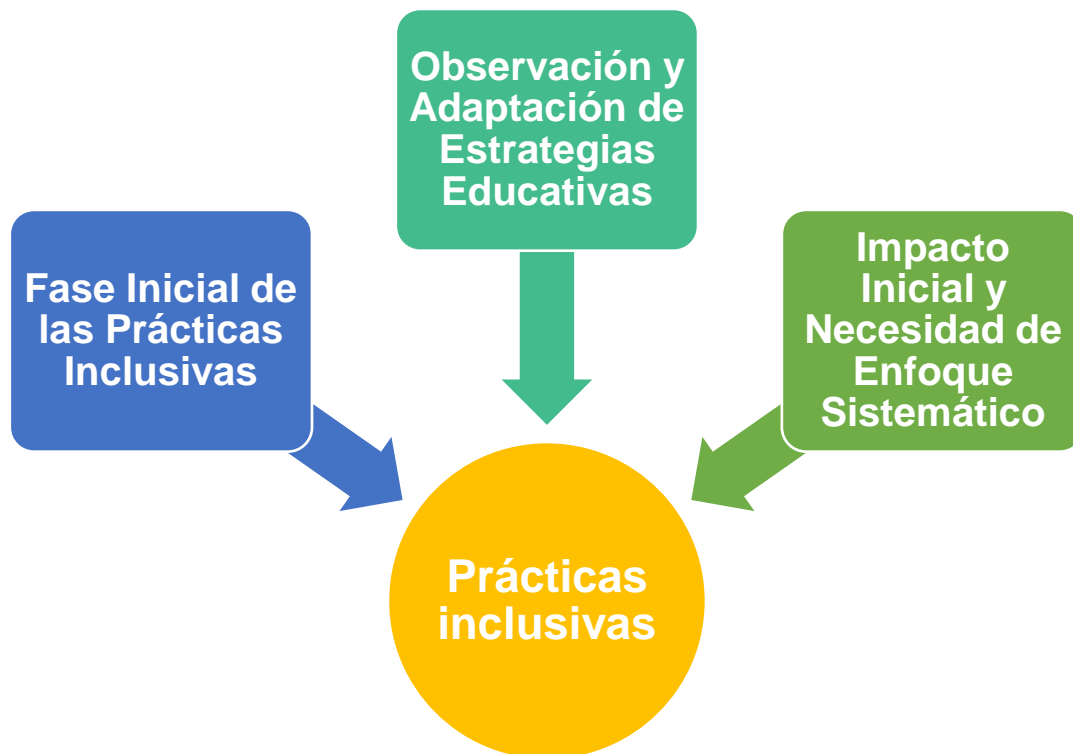 Observación y
Adaptación de
Estrategias
Educativas
Fase Inicial de
las Prácticas
Inclusivas
Impacto
Inicial y
Necesidad de
Enfoque
Sistemático
Prácticas
inclusivas